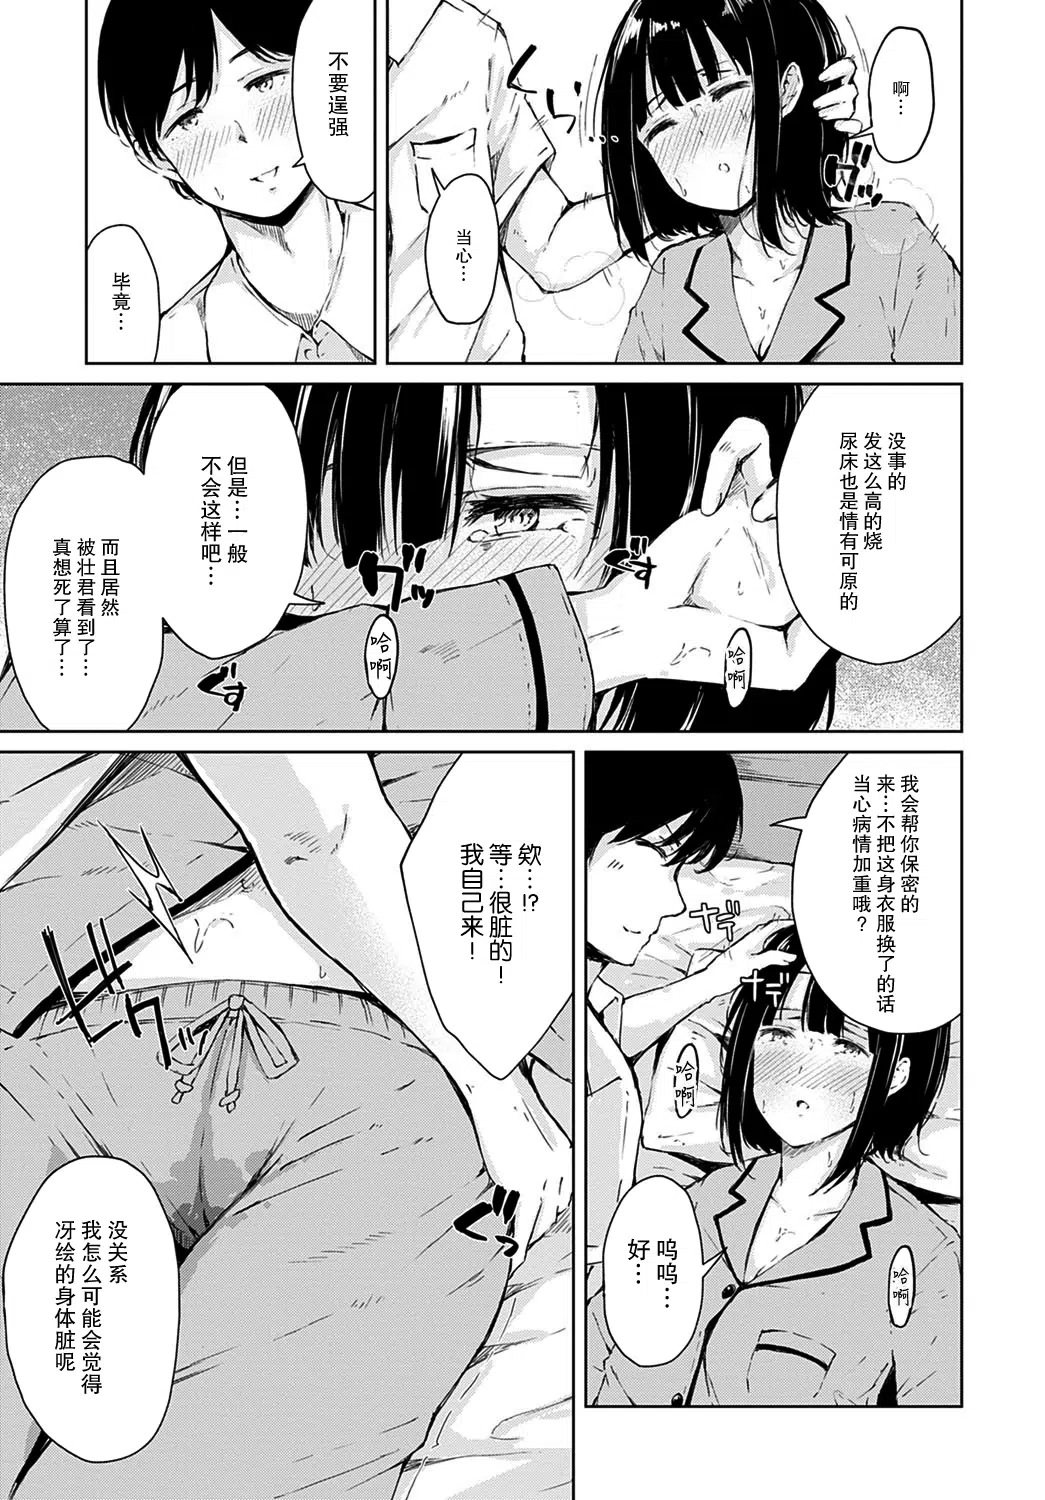 啊…
当心…
不要逞强
毕竟…
没事的
发这么高的烧
尿床也是情有可原的
哈啊
但是…一般
不会这样吧…
哈啊
而且居然
被壮君看到了…
真想死了算了…
ぐすっ
ぐす
我会帮你保密的
来…不把这身衣服换了的话
当心病情加重哦？
ナデ
ナデ
哈啊
哈啊
呜呜…
好…
欸…!?
等…很脏的！
我自己来！
没关系
我怎么可能会觉得
冴绘的身体脏呢